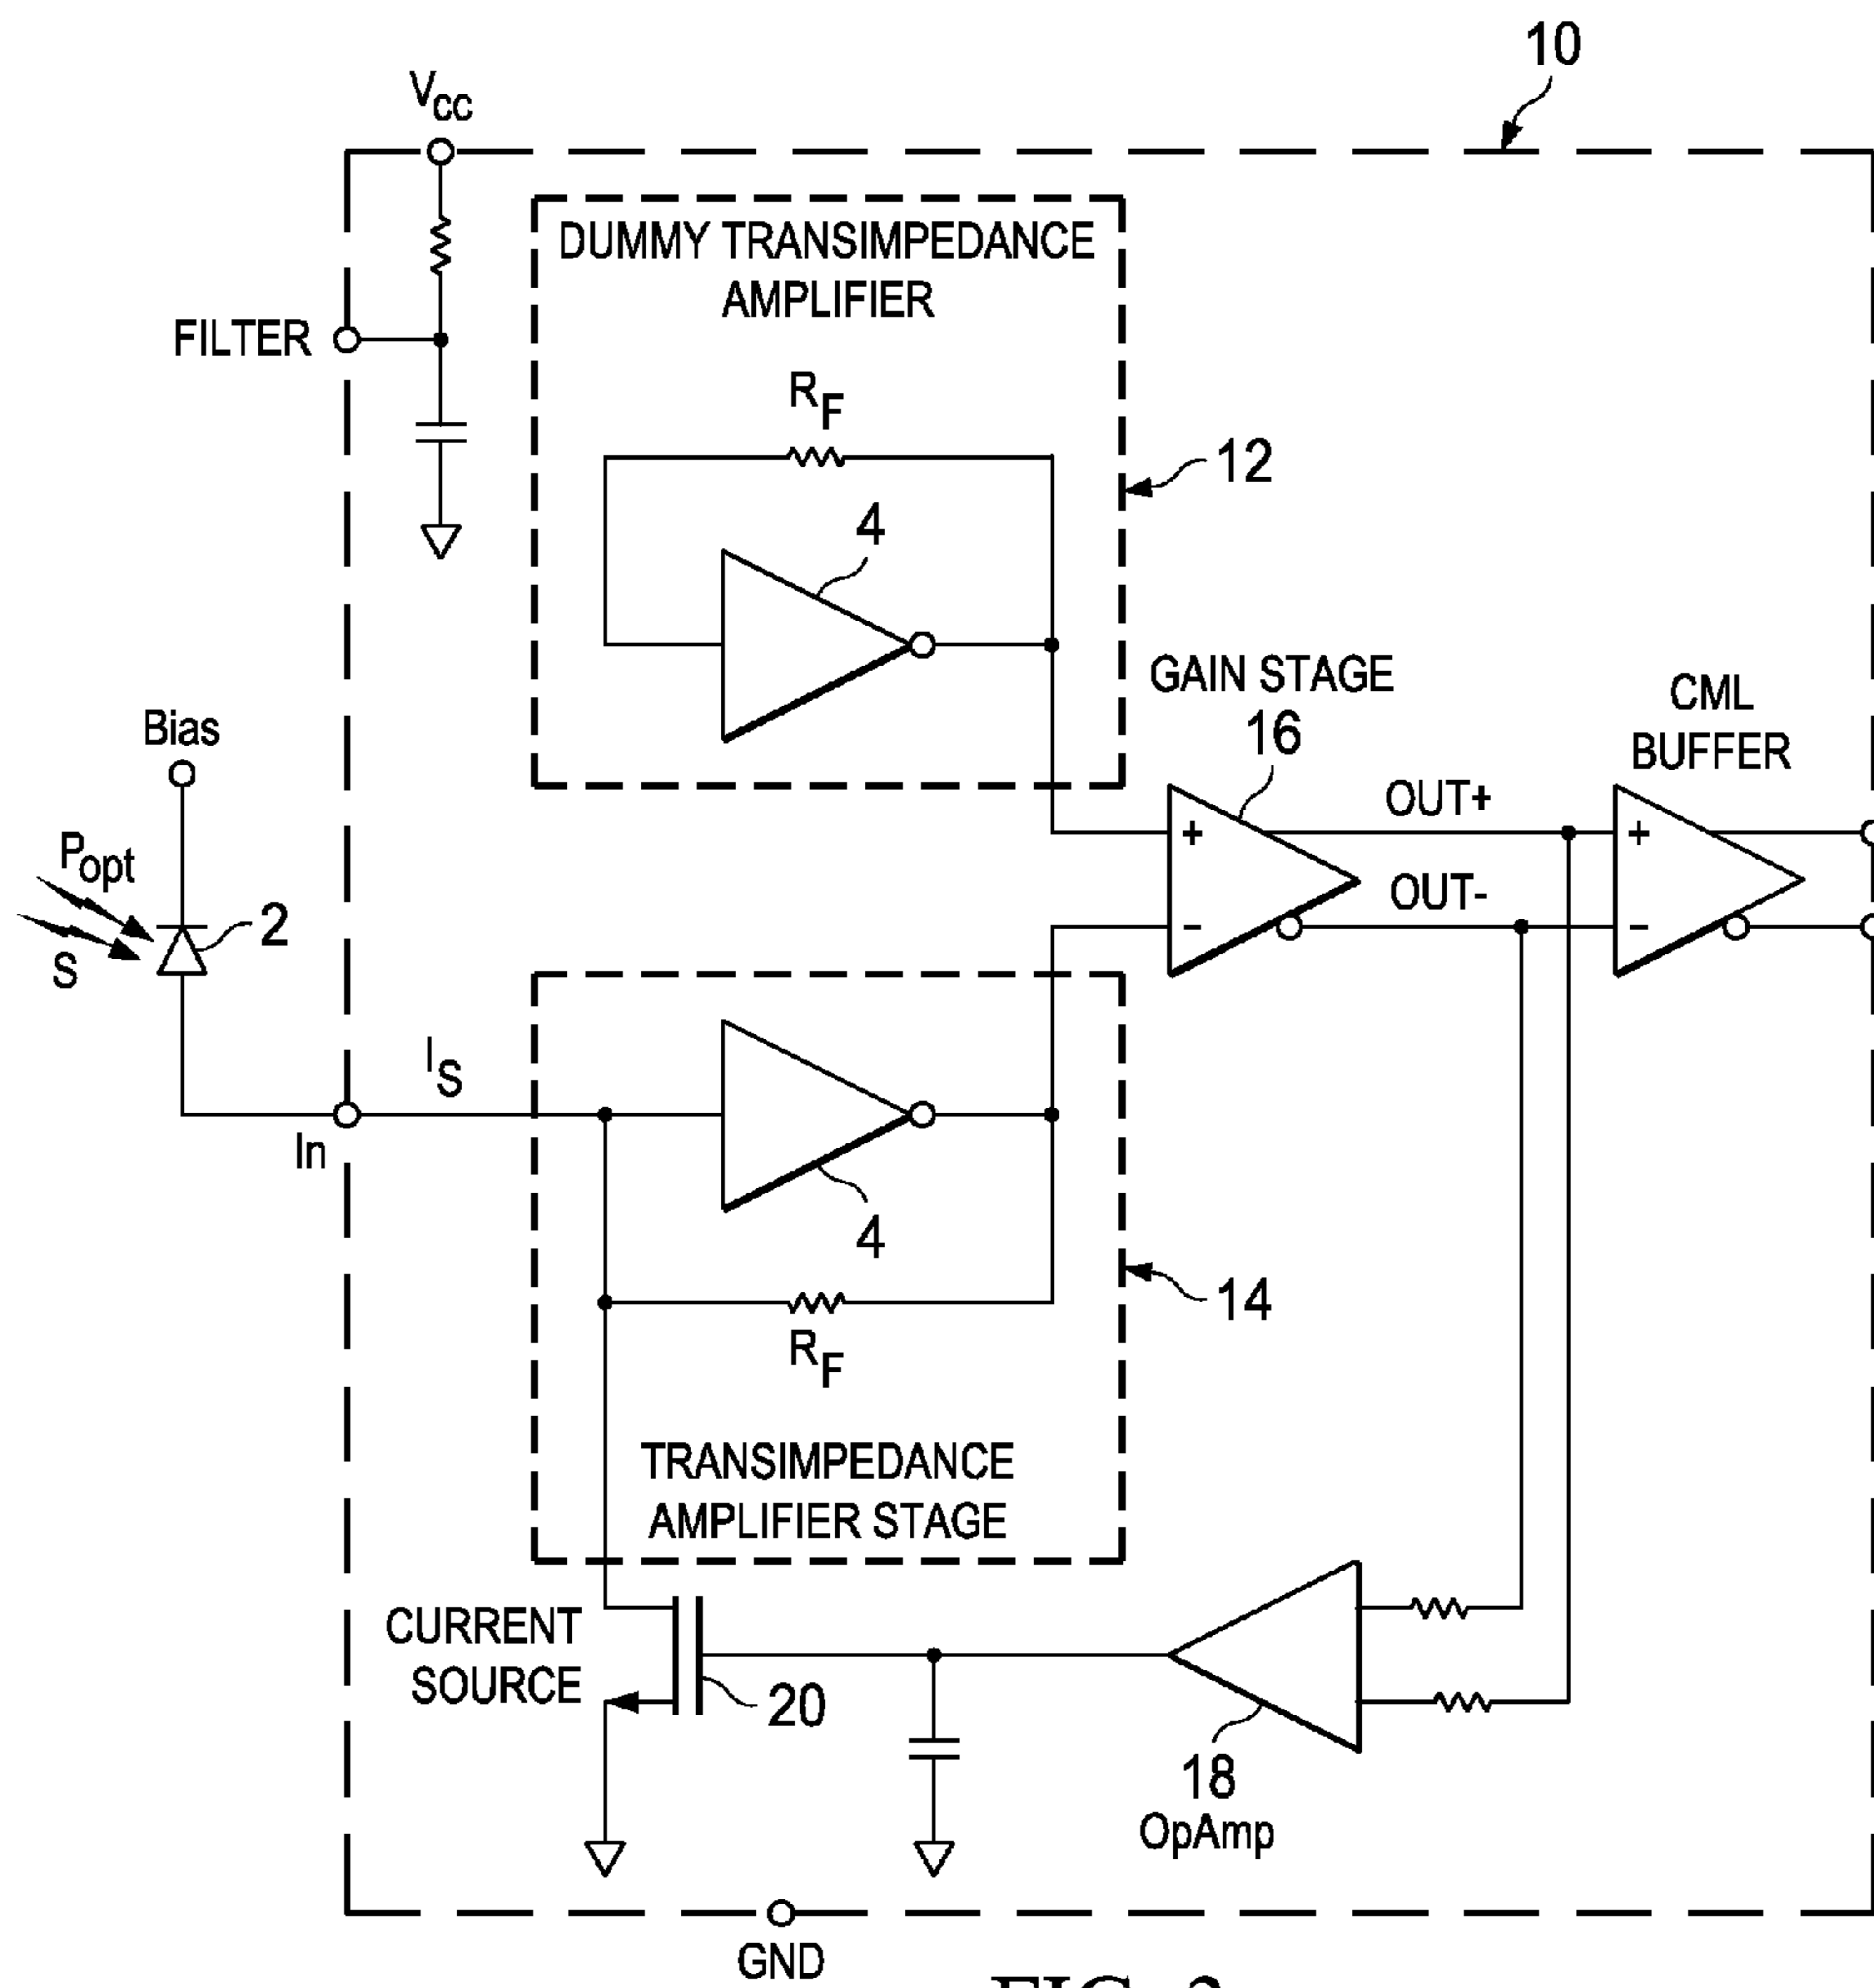 10
VCC
DUMMY TRANSIMPEDANCE
AMPLIFIER
FILTER
RF
12
4
GAIN STAGE
16
CML
BUFFER
Bias
Popt
S
2
+
-
OUT+
OUT-
+
-
IS
In
4
14
RF
TRANSIMPEDANCE
AMPLIFIER STAGE
CURRENT
SOURCE
20
18
OpAmp
GND